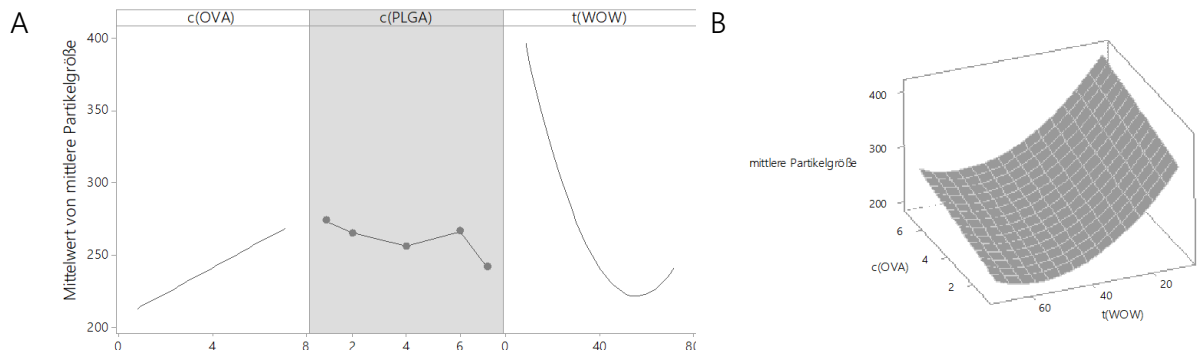 A
c(OVA) c(PLGA) t(WOW)
Mittelwert von mittlere Partikelgröße
400
350
300
250
200
0 4 8 2 4 6 0 40 80
B
400
300
200
mittlere Partikelgröße
6
4
2
c(OVA)
60
40
20
t(WOW)